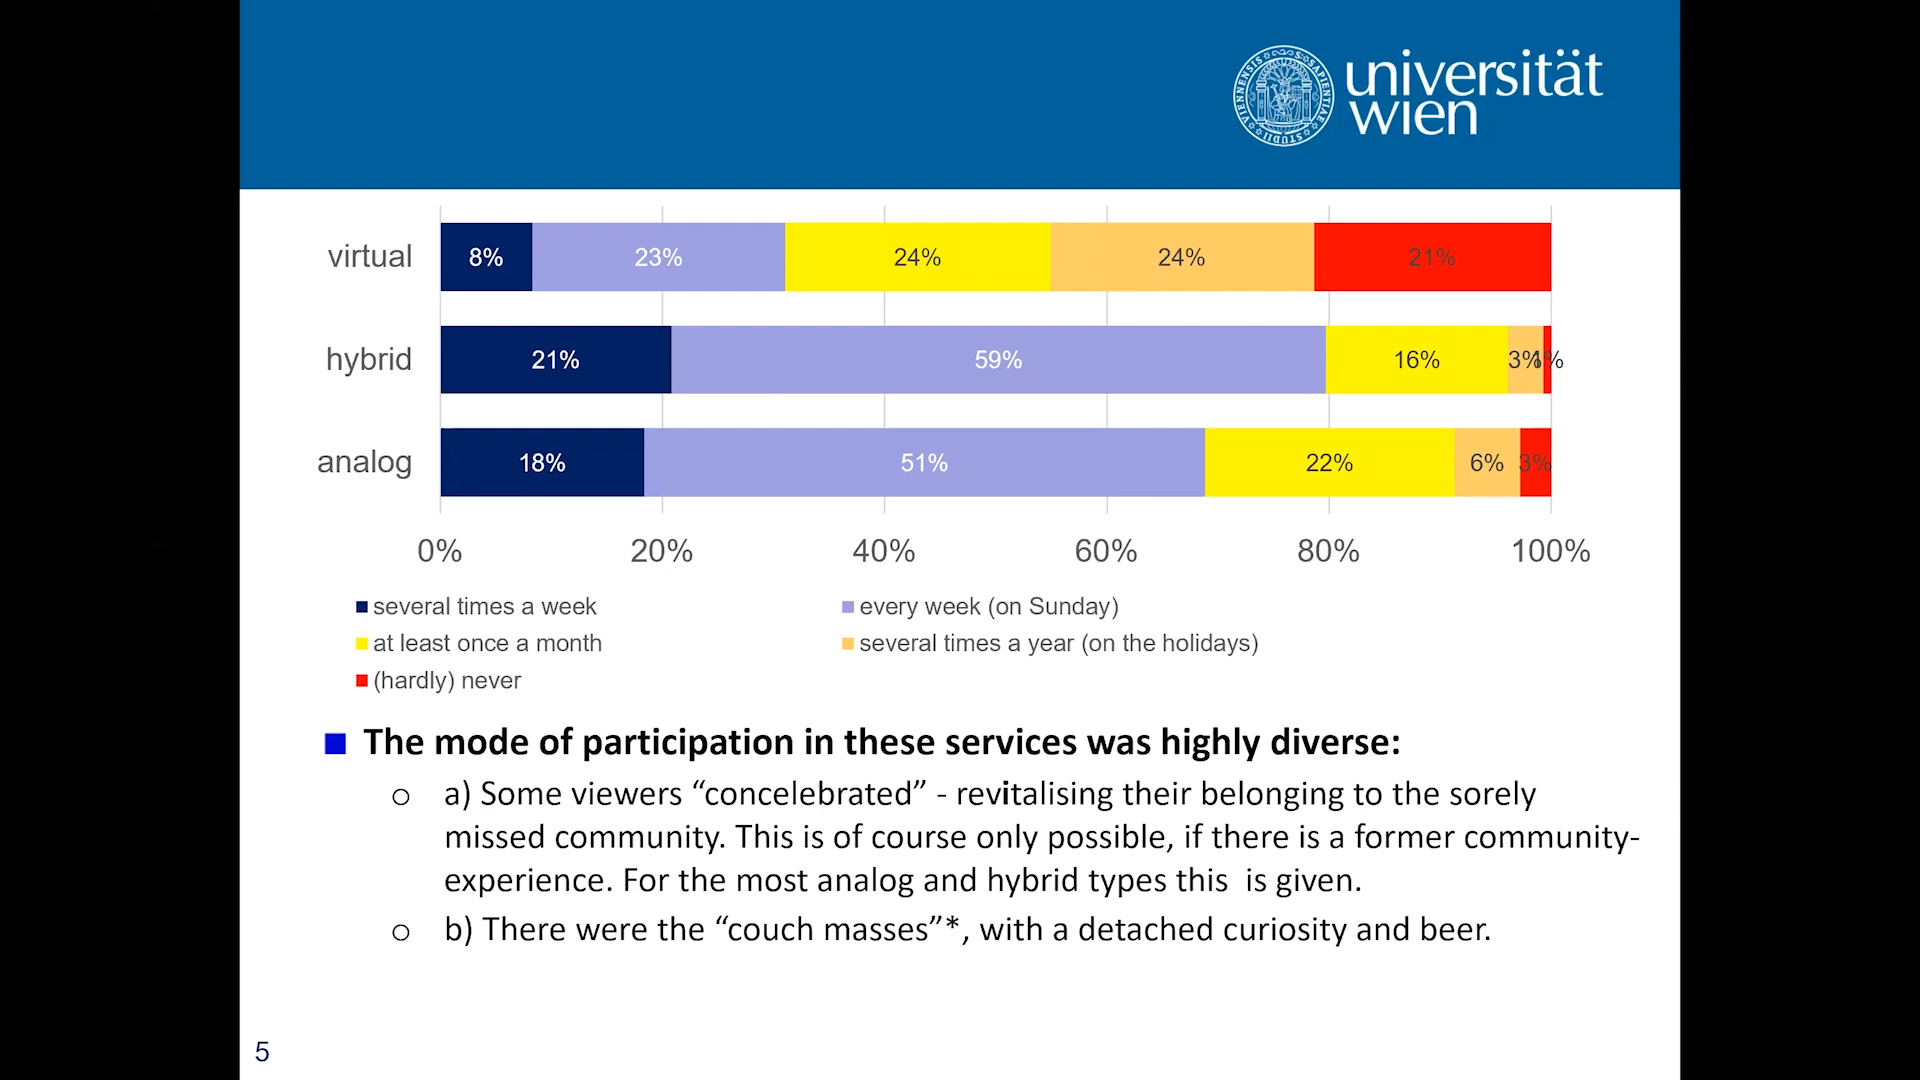 universität
wien
virtual
8%
23%
24%
24%
21%
hybrid
21%
59%
16%
3%
1%
analog
18%
51%
22%
6%
3%
0%
20%
40%
60%
80%
100%
several times a week
every week (on Sunday)
at least once a month
several times a year (on the holidays)
(hardly) never
The mode of participation in these services was highly diverse:
a) Some viewers “concelebrated” - revitalising their belonging to the sorely
missed community. This is of course only possible, if there is a former community-
experience. For the most analog and hybrid types this is given.
b) There were the “couch masses”*, with a detached curiosity and beer.
5